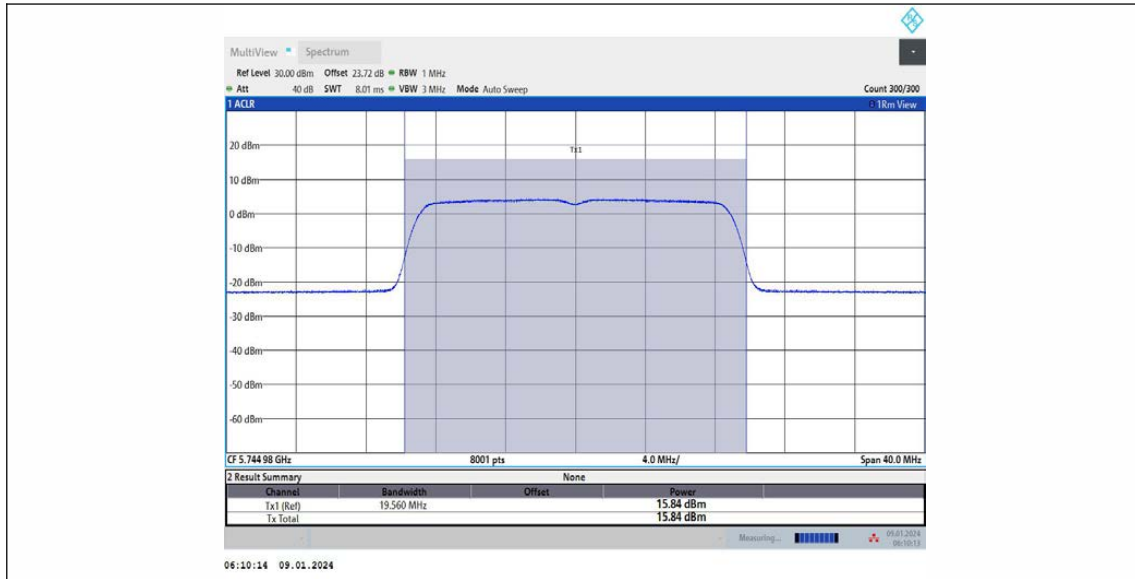 MultiView Spectrum
Ref Level 30.00 dBm Offset 23.72 dB RBW 1 MHz
Att 40 dB SWT 8.01 ms VBW 3 MHz Mode Auto Sweep Count 300/300
1 ACLR 1Rm View
20 dBm
Tx1
10 dBm
0 dBm
-10 dBm
-20 dBm
-30 dBm
-40 dBm
-50 dBm
-60 dBm
CF 5.744 98 GHz 8001 pts 4.0 MHz/ Span 40.0 MHz
2 Result Summary None
Channel Bandwidth Offset Power
Tx1 (Ref) 19.560 MHz 15.84 dBm
Tx Total 15.84 dBm
Measuring... 09.01.2024
06:10:13
06:10:14 09.01.2024